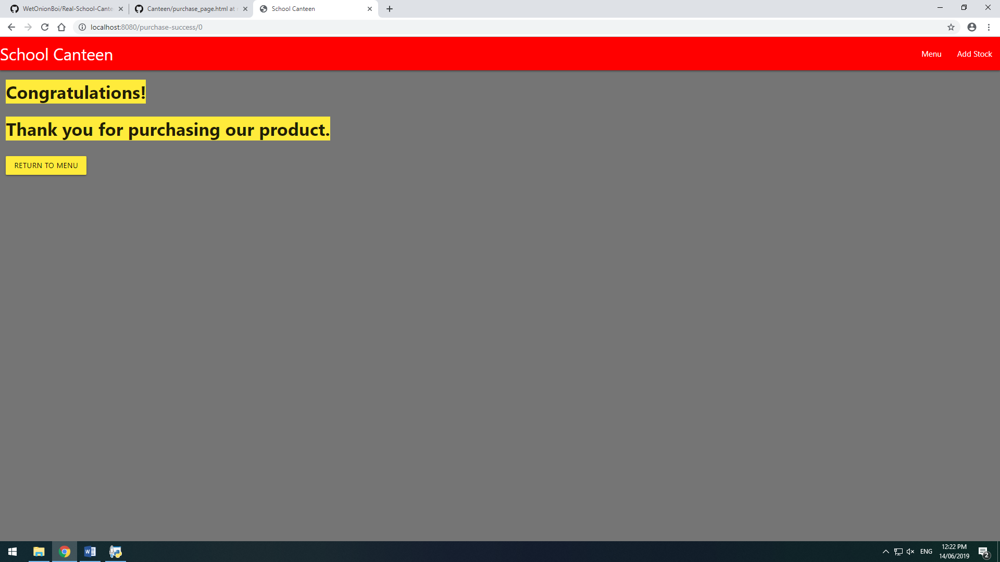 WetOnionBoi/Real-School-Cante
Canteen/purchase_page.html at
School Canteen
localhost:8080/purchase-success/0
School Canteen
Menu
Add Stock
Congratulations!
Thank you for purchasing our product.
RETURN TO MENU
ENG
12:22 PM
14/06/2019
2